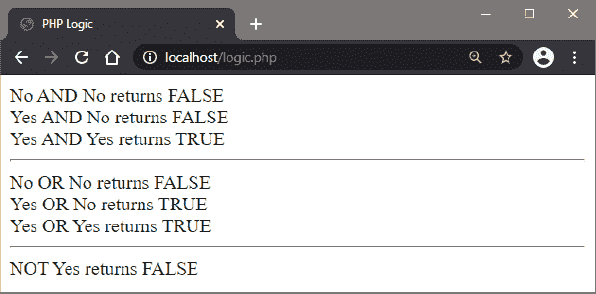 PHP Logic
localhost/logic.php
No AND No returns FALSE
Yes AND No returns FALSE
Yes AND Yes returns TRUE
No OR No returns FALSE
Yes OR No returns TRUE
Yes OR Yes returns TRUE
NOT Yes returns FALSE